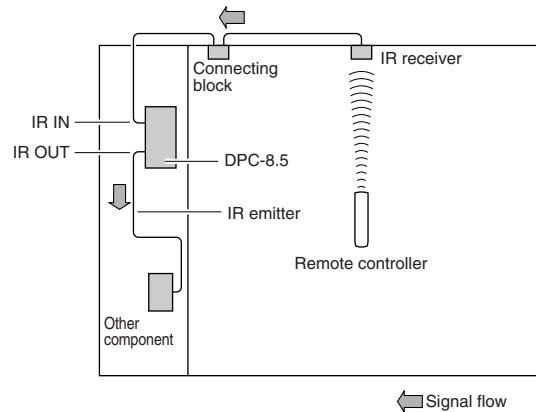 Connecting
block
IR receiver
IR IN
IR OUT
DPC-8.5
IR emitter
Remote controller
Other
component
Signal flow